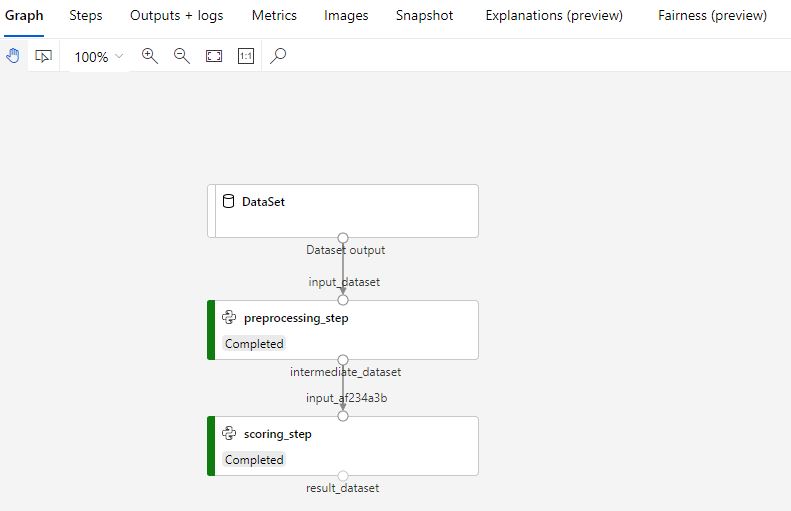 Graph Steps Outputs + logs Metrics Images Snapshot Explanations (preview) Fairness (preview)
100% 1:1
DataSet
Dataset output
input_dataset
preprocessing_step
Completed
intermediate_dataset
input_af234a3b
scoring_step
Completed
result_dataset